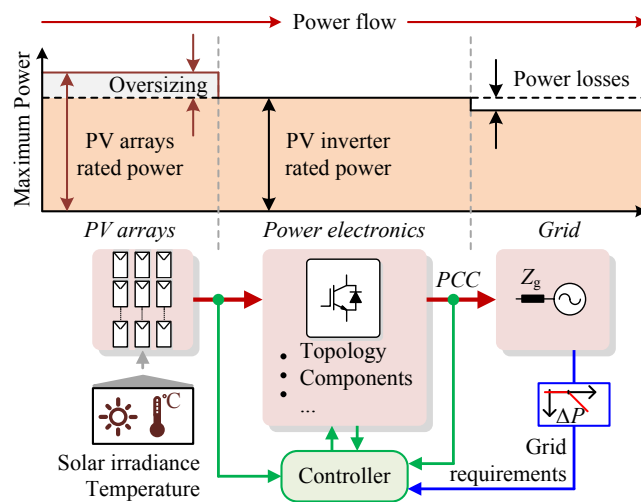 Power flow
Maximum Power
Oversizing
Power losses
PV arrays
rated power
PV inverter
rated power
PV arrays
Power electronics
Grid
PCC
Zg
°C
• Topology
• Components
• ...
ΔP
Solar irradiance
Temperature
Controller
Grid
requirements